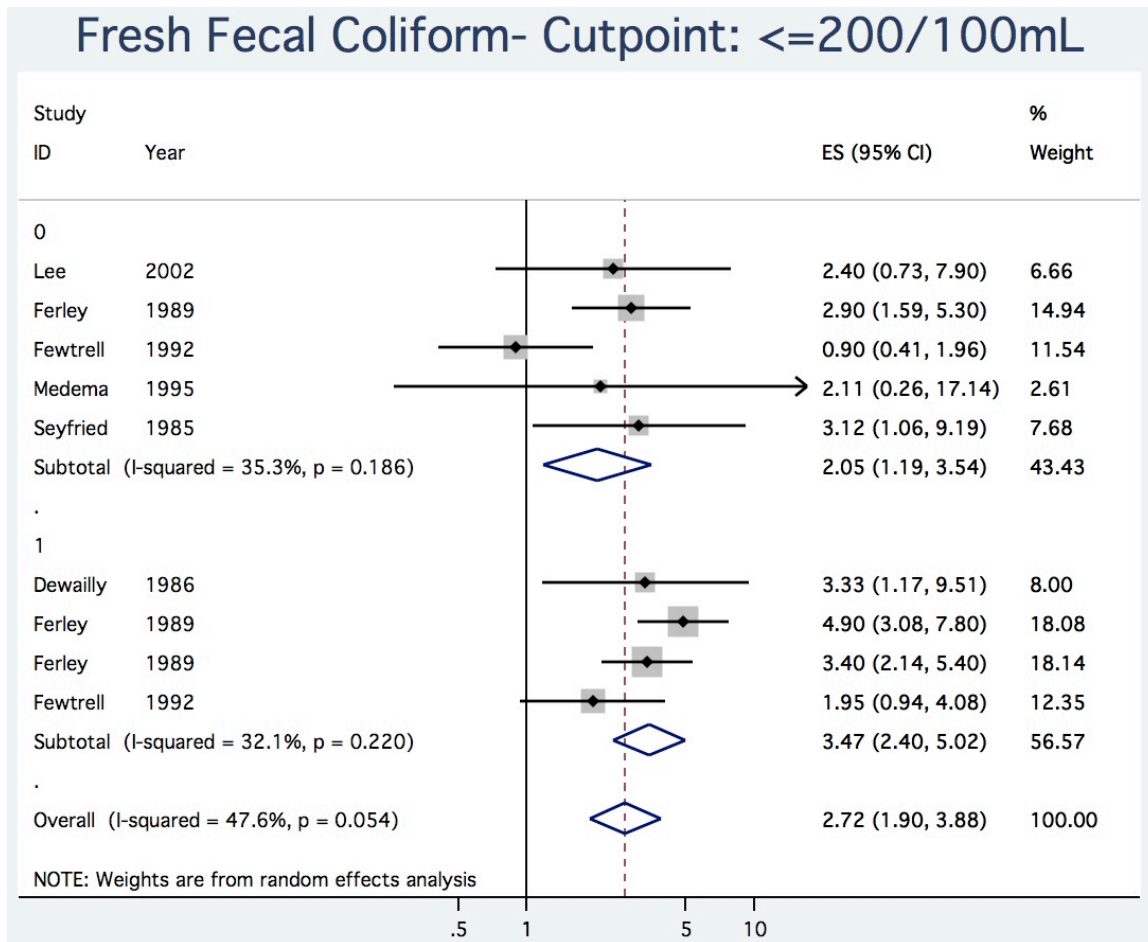 Fresh Fecal Coliform- Cutpoint: <=200/100mL
Study %
ID Year ES (95% CI) Weight
0
Lee 2002 2.40 (0.73, 7.90) 6.66
Ferley 1989 2.90 (1.59, 5.30) 14.94
Fewtrell 1992 0.90 (0.41, 1.96) 11.54
Medema 1995 2.11 (0.26, 17.14) 2.61
Seyfried 1985 3.12 (1.06, 9.19) 7.68
Subtotal (I-squared = 35.3%, p = 0.186) 2.05 (1.19, 3.54) 43.43
.
1
Dewailly 1986 3.33 (1.17, 9.51) 8.00
Ferley 1989 4.90 (3.08, 7.80) 18.08
Ferley 1989 3.40 (2.14, 5.40) 18.14
Fewtrell 1992 1.95 (0.94, 4.08) 12.35
Subtotal (I-squared = 32.1%, p = 0.220) 3.47 (2.40, 5.02) 56.57
.
Overall (I-squared = 47.6%, p = 0.054) 2.72 (1.90, 3.88) 100.00
NOTE: Weights are from random effects analysis
.5 1 5 10